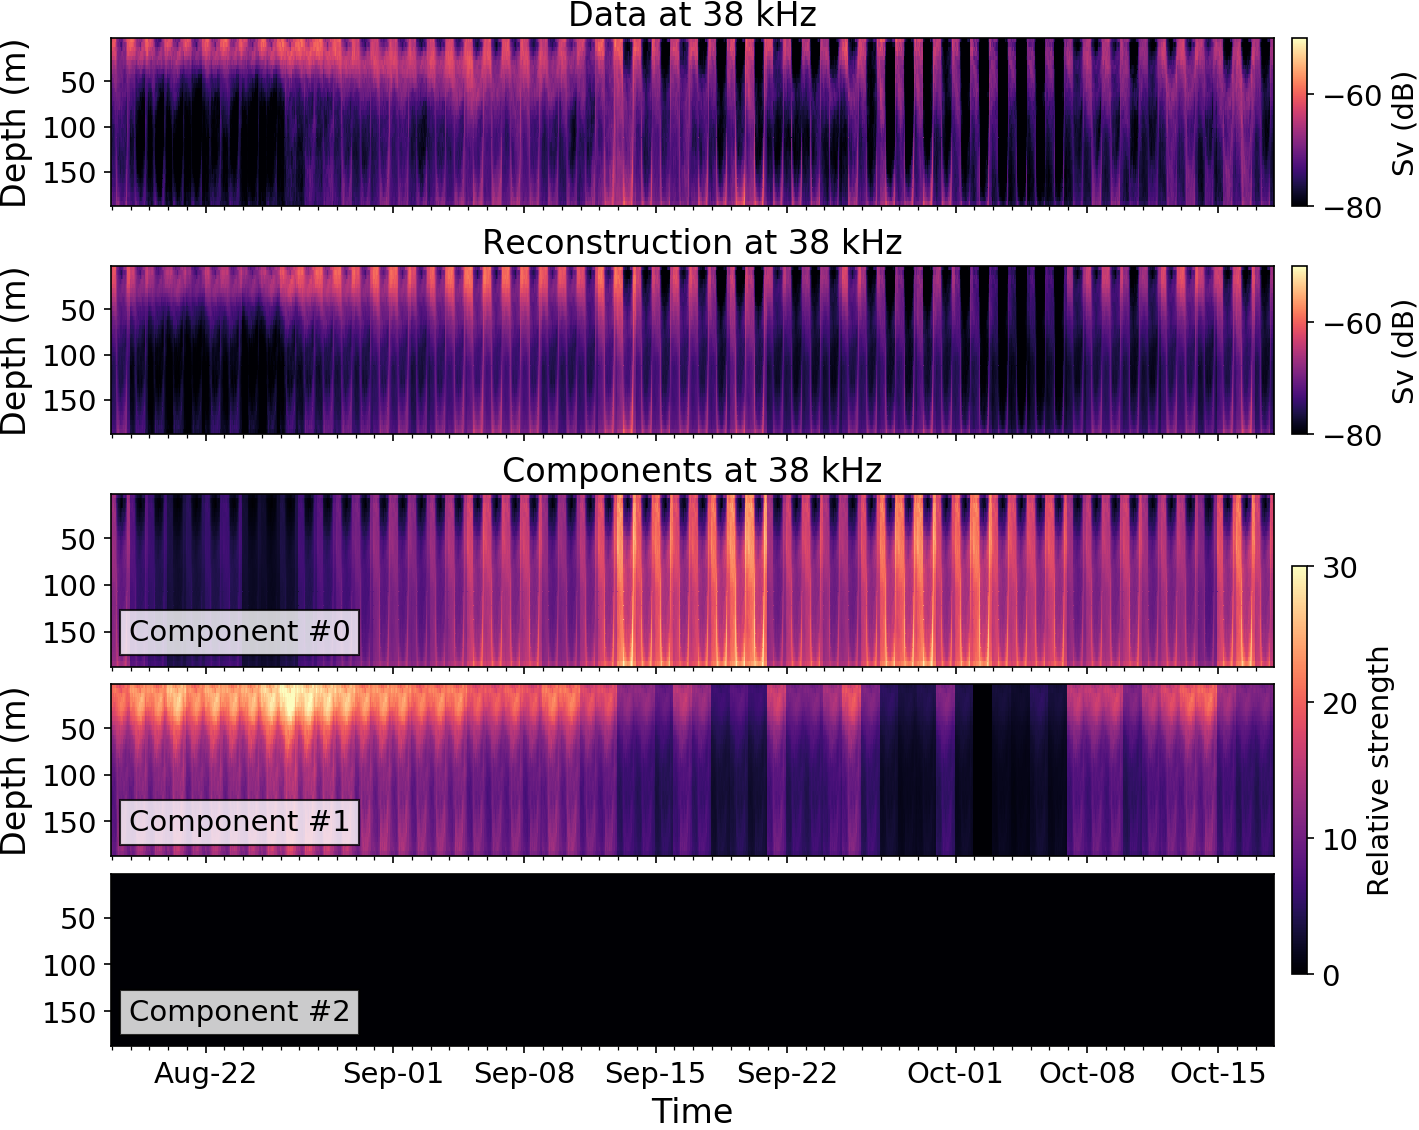 Data at 38 kHz
Depth (m)
50
100
150
−60
−80
Sv (dB)
Reconstruction at 38 kHz
Depth (m)
50
100
150
−60
−80
Sv (dB)
Components at 38 kHz
50
100
150
Component #0
Depth (m)
50
100
150
Component #1
50
100
150
Component #2
30
20
10
0
Relative strength
Aug-22
Sep-01
Sep-08
Sep-15
Sep-22
Oct-01
Oct-08
Oct-15
Time